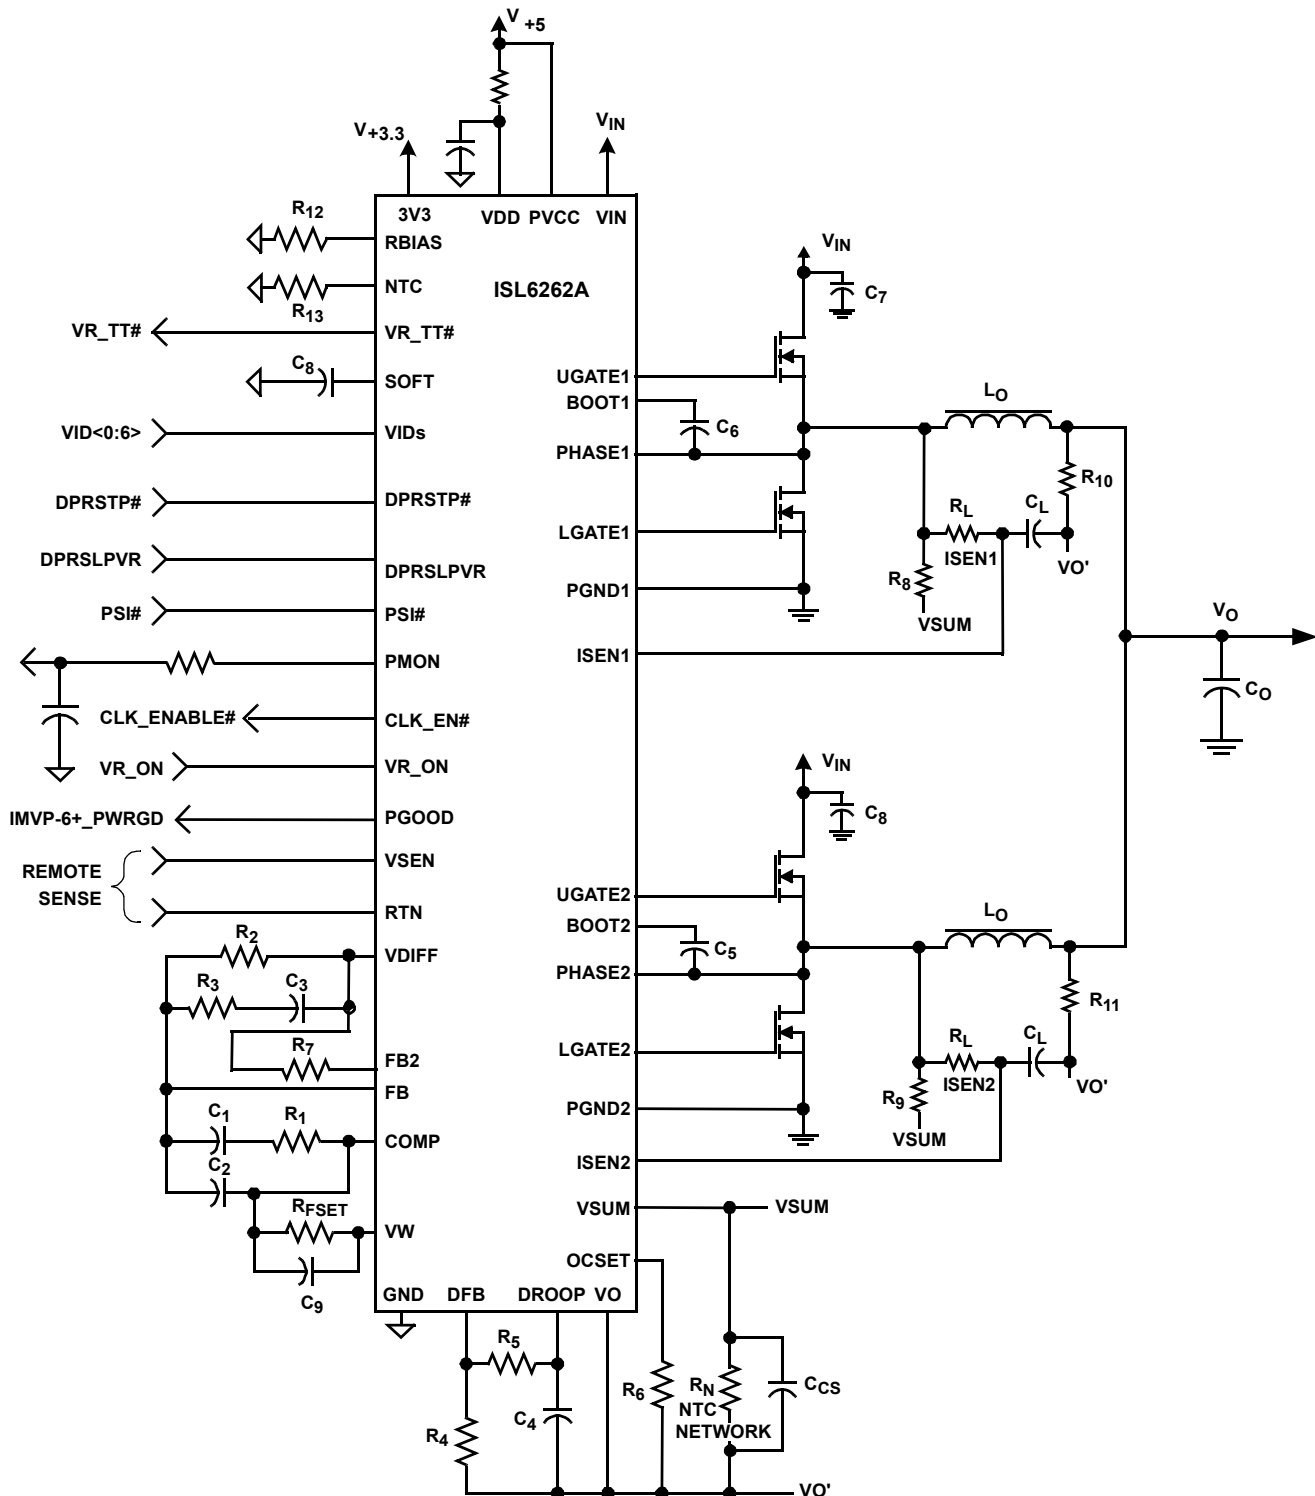 V +5
V+3.3
VIN
3V3
VDD PVCC VIN
ISL6262A
R12
RBIAS
NTC
R13
VR_TT#
VR_TT#
C8
SOFT
VID<0:6>
VIDs
DPRSTP#
DPRSTP#
DPRSLPVR
DPRSLPVR
PSI#
PSI#
PMON
CLK_ENABLE#
CLK_EN#
VR_ON
VR_ON
IMVP-6+_PWRGD
PGOOD
REMOTE
SENSE
VSEN
RTN
R2
VDIFF
R3
C3
R7
FB2
FB
C1
R1
COMP
C2
RFSET
VW
C9
GND
DFB
DROOP
VO
R5
R4
C4
UGATE1
BOOT1
C6
PHASE1
LGATE1
PGND1
ISEN1
VIN
C7
LO
R10
RL
CL
ISEN1
VO'
R8
VSUM
VO
CO
VIN
C8
UGATE2
BOOT2
C5
PHASE2
LGATE2
PGND2
ISEN2
LO
R11
RL
CL
ISEN2
VO'
R9
VSUM
VSUM
VSUM
OCSET
R6
RN
NTC
NETWORK
CCS
VO'